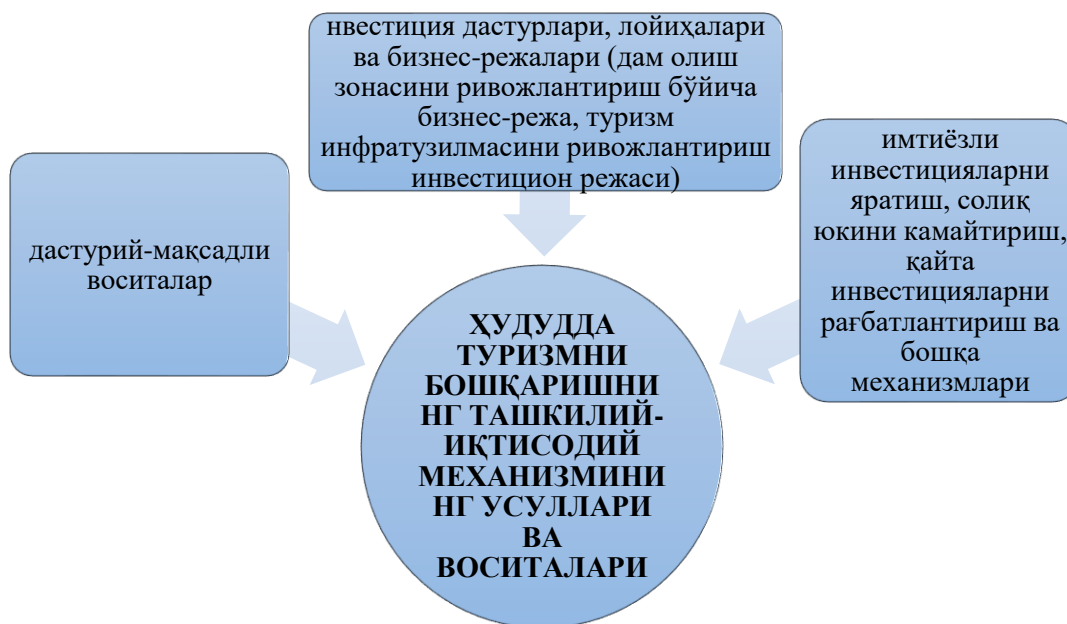 нвестиция дастурлари, лойиҳалари
ва бизнес-режалари (дам олиш
зонасини ривожлантириш бўйича
бизнес-режа, туризм
инфратузилмасини ривожлантириш
инвестицион режаси)
дастурий-мақсадли
воситалар
имтиёзли
инвестицияларни
яратиш, солиқ
юкини камайтириш,
қайта
инвестицияларни
рағбатлантириш ва
бошқа
механизмлари
ҲУДУДДА
ТУРИЗМНИ
БОШҚАРИШНИ
НГ ТАШКИЛИЙ-
ИҚТИСОДИЙ
МЕХАНИЗМИНИ
НГ УСУЛЛАРИ
ВА
ВОСИТАЛАРИ